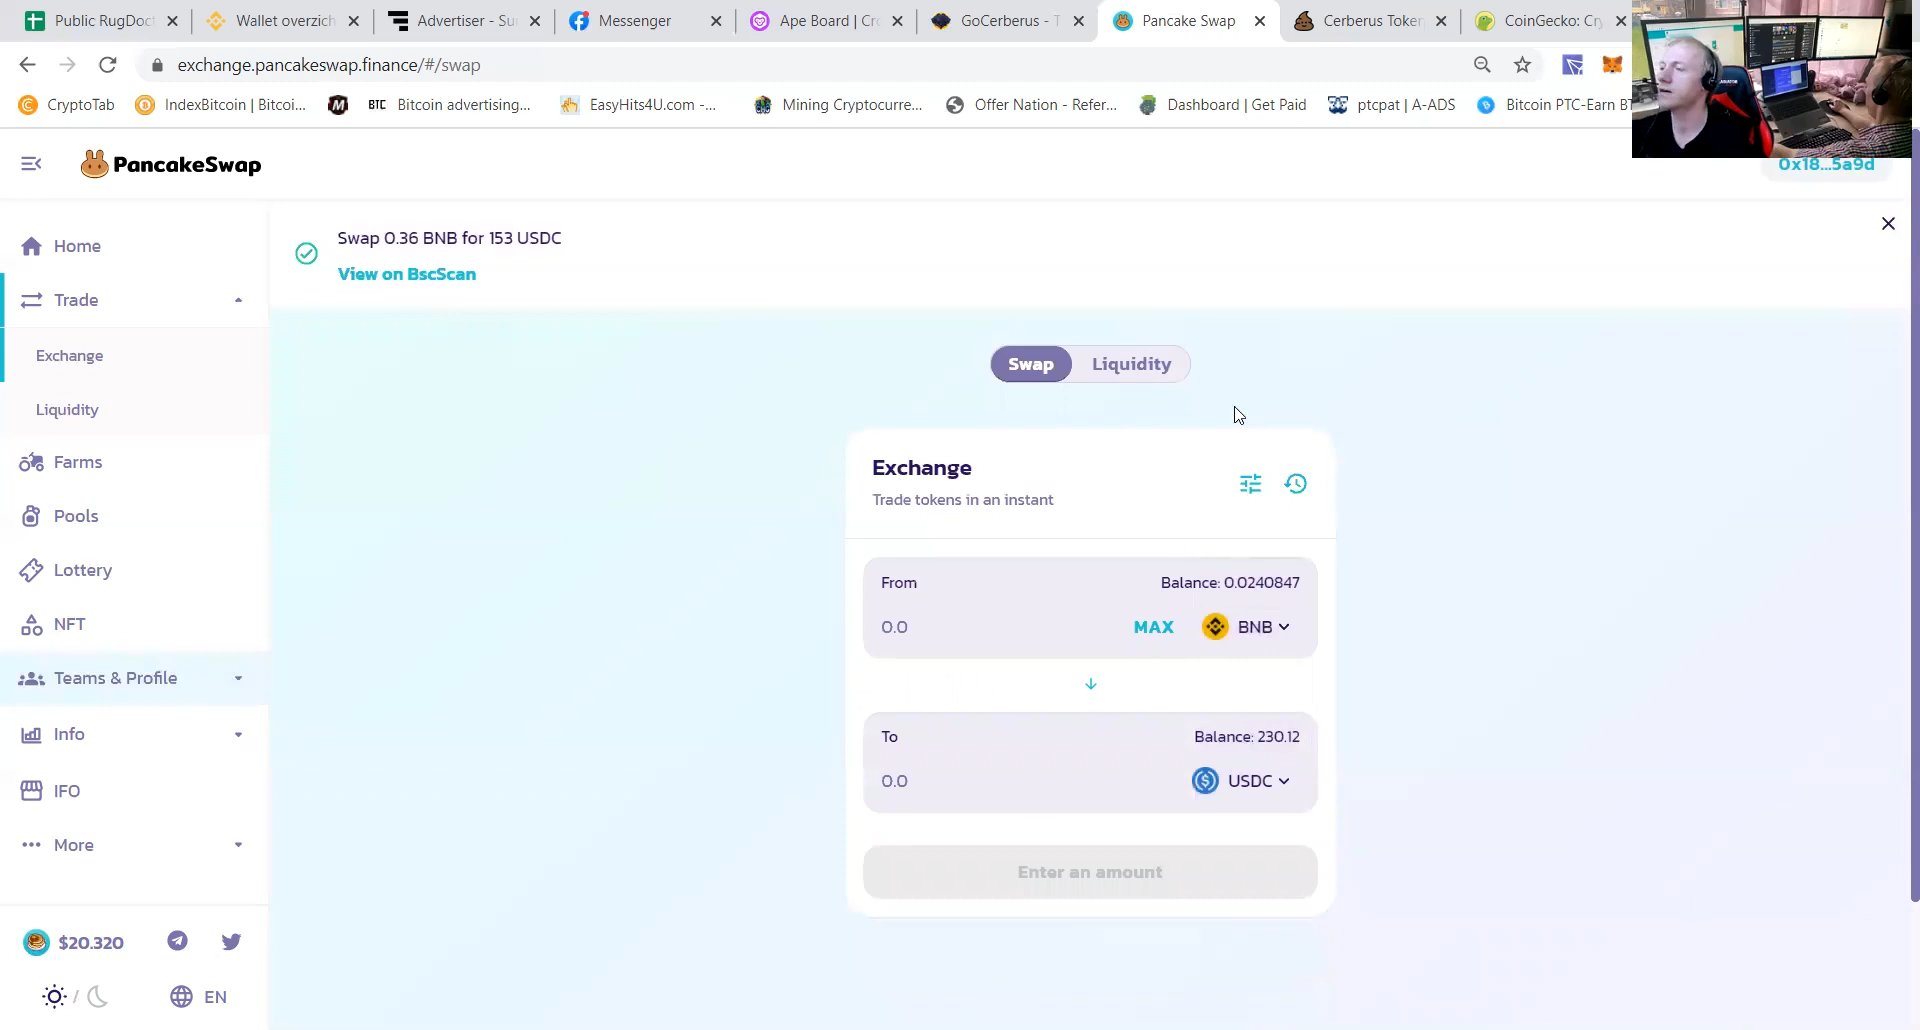 Public RugDoc
Wallet overzich
Advertiser - Su
Messenger
Ape Board | Cro
GoCerberus - T
Pancake Swap
Cerberus Token
CoinGecko: Cry
exchange.pancakeswap.finance/#/swap
CryptoTab
IndexBitcoin | Bitcoi...
BTC Bitcoin advertising...
EasyHits4U.com -...
Mining Cryptocurre...
Offer Nation - Refer...
Dashboard | Get Paid
ptcpat | A-ADS
Bitcoin PTC-Earn BT
PancakeSwap
0x18...5a9d
Home
Trade
Exchange
Liquidity
Farms
Pools
Lottery
NFT
Teams & Profile
Info
IFO
More
$20.320
EN
Swap 0.36 BNB for 153 USDC
View on BscScan
Swap
Liquidity
Exchange
Trade tokens in an instant
From
Balance: 0.0240847
0.0
MAX
BNB
To
Balance: 230.12
0.0
USDC
Enter an amount